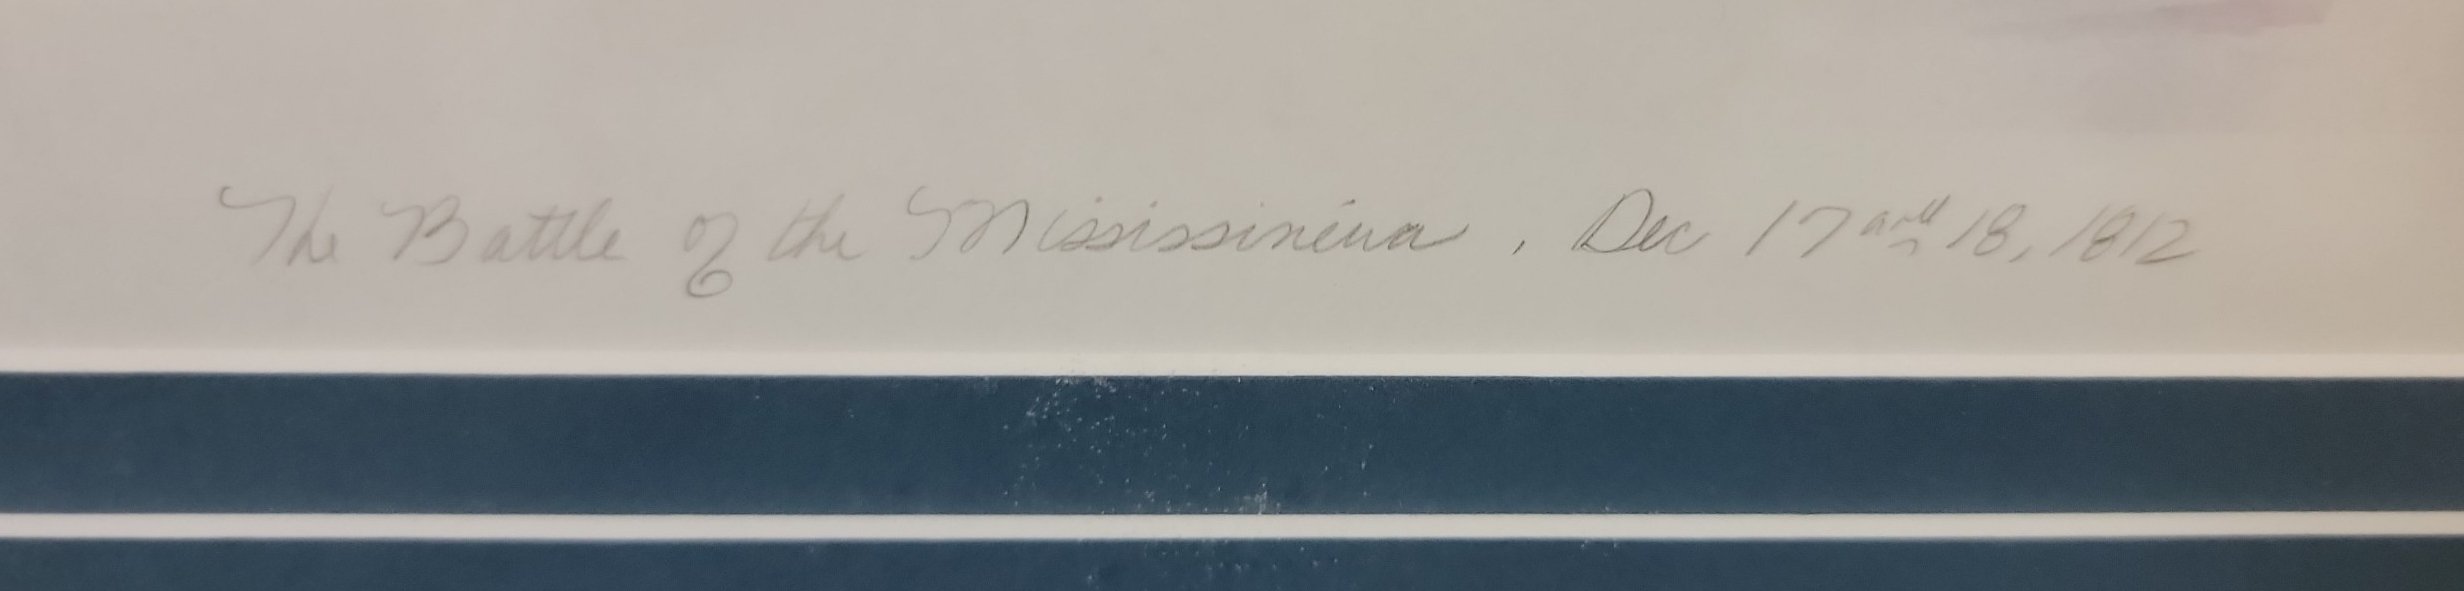 The Battle of the Mississinewa, Dec 17 and 18, 1812